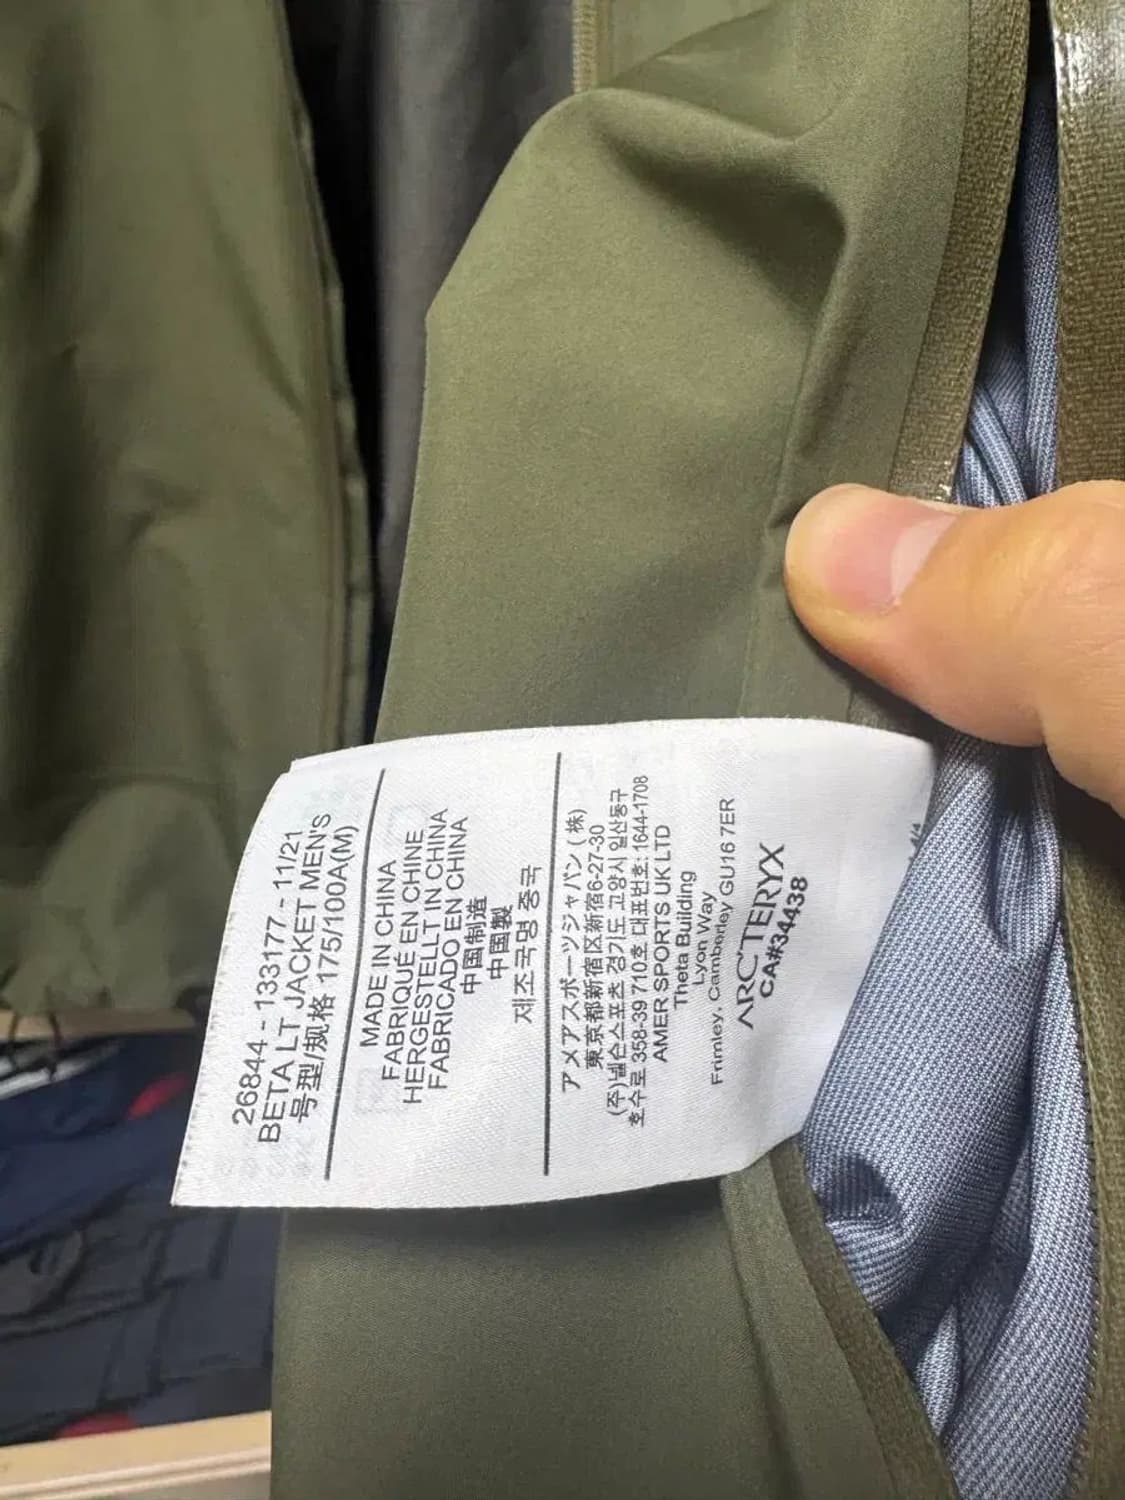 26844 - 133177 - 11/21
BETA LT JACKET MEN'S
号型/规格 175/100A(M)
MADE IN CHINA
FABRIQUÉ EN CHINE
HERGESTELLT IN CHINA
FABRICADO EN CHINA
中国制造
中国製
제조국명 중국
アメアスポーツジャパン (株)
東京都新宿区新宿6-27-30
(주)넬슨스포츠 경기도 고양시 일산동구
호수로 358-39 710호 대표번호: 1644-1708
AMER SPORTS UK LTD
Theta Building
Lyon Way
Frimley, Camberley GU16 7ER
ARC'TERYX
CA#34438